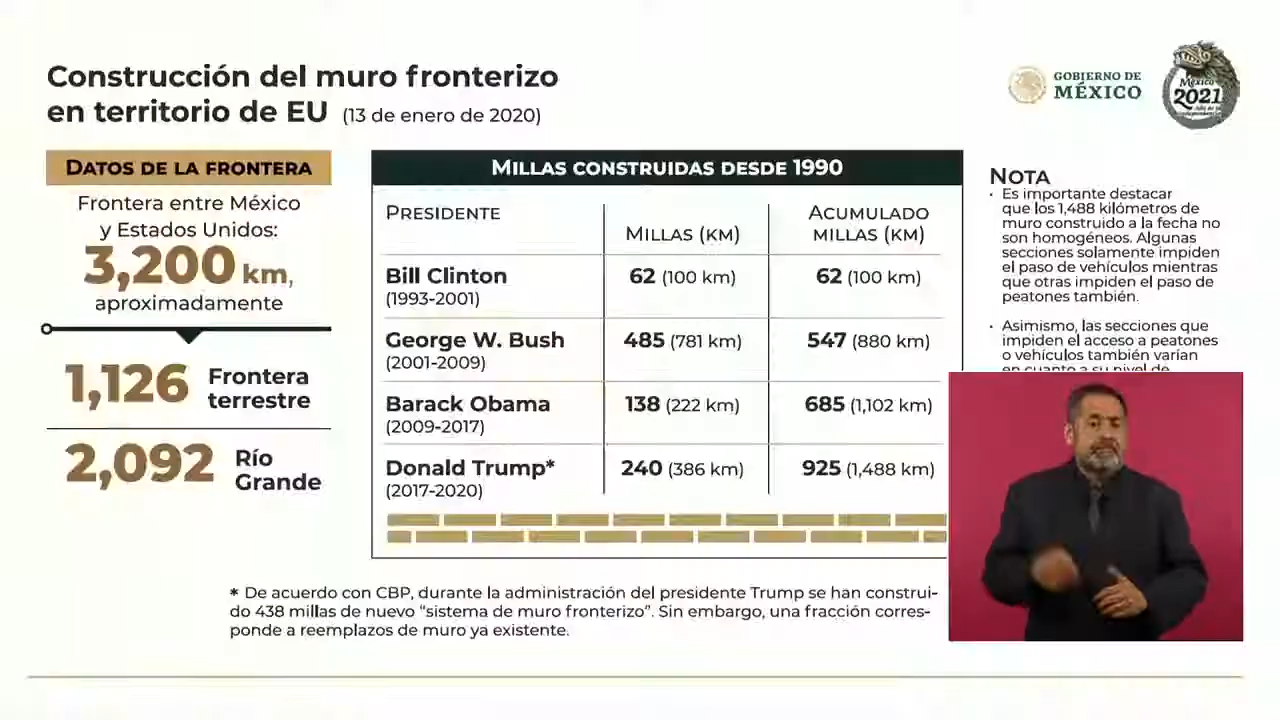 Construcción del muro fronterizo
en territorio de EU (13 de enero de 2020)
GOBIERNO DE
MÉXICO
México
2021
DATOS DE LA FRONTERA
Frontera entre México
y Estados Unidos:
3,200 km,
aproximadamente
1,126 Frontera
terrestre
2,092 Río
Grande
MILLAS CONSTRUIDAS DESDE 1990
PRESIDENTE
MILLAS (KM)
ACUMULADO
MILLAS (KM)
Bill Clinton
(1993-2001)
62 (100 km)
62 (100 km)
George W. Bush
(2001-2009)
485 (781 km)
547 (880 km)
Barack Obama
(2009-2017)
138 (222 km)
685 (1,102 km)
Donald Trump*
(2017-2020)
240 (386 km)
925 (1,488 km)
* De acuerdo con CBP, durante la administración del presidente Trump se han construi-
do 438 millas de nuevo “sistema de muro fronterizo”. Sin embargo, una fracción corres-
ponde a reemplazos de muro ya existente.
NOTA
• Es importante destacar
que los 1,488 kilómetros de
muro construido a la fecha no
son homogéneos. Algunas
secciones solamente impiden
el paso de vehículos mientras
que otras impiden el paso de
peatones también.
• Asimismo, las secciones que
impiden el acceso a peatones
o vehículos también varían
en cuanto a su nivel de